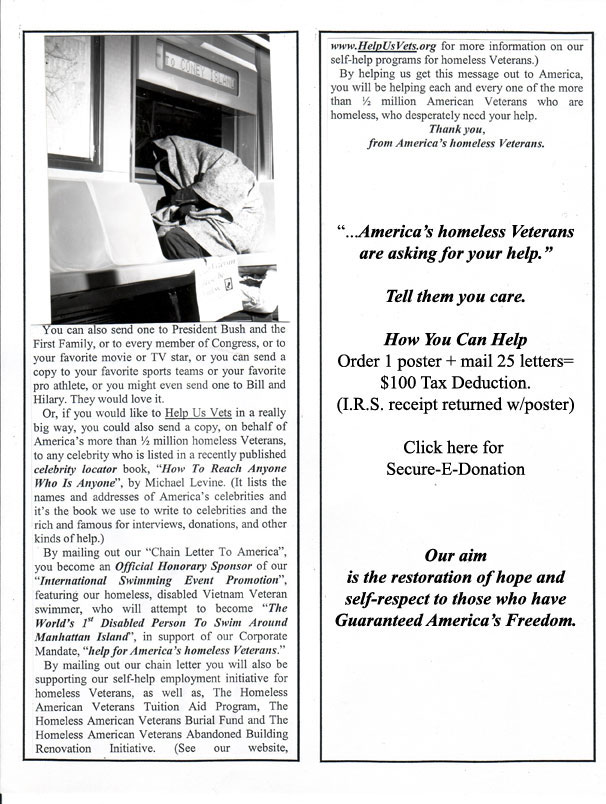 TO CONEY ISLAND
You can also send one to President Bush and the
First Family, or to every member of Congress, or to
your favorite movie or TV star, or you can send a
copy to your favorite sports teams or your favorite
pro athlete, or you might even send one to Bill and
Hilary. They would love it.
Or, if you would like to Help Us Vets in a really
big way, you could also send a copy, on behalf of
America's more than ½ million homeless Veterans,
to any celebrity who is listed in a recently published
celebrity locator book, "How To Reach Anyone
Who Is Anyone", by Michael Levine. (It lists the
names and addresses of America's celebrities and
it's the book we use to write to celebrities and the
rich and famous for interviews, donations, and other
kinds of help.)
By mailing out our "Chain Letter To America",
you become an Official Honorary Sponsor of our
"International Swimming Event Promotion",
featuring our homeless, disabled Vietnam Veteran
swimmer, who will attempt to become "The
World's 1st Disabled Person To Swim Around
Manhattan Island", in support of our Corporate
Mandate, "help for America's homeless Veterans."
By mailing out our chain letter you will also be
supporting our self-help employment initiative for
homeless Veterans, as well as, The Homeless
American Veterans Tuition Aid Program, The
Homeless American Veterans Burial Fund and The
Homeless American Veterans Abandoned Building
Renovation Initiative. (See our website,
www.HelpUsVets.org for more information on our
self-help programs for homeless Veterans.)
By helping us get this message out to America,
you will be helping each and every one of the more
than ½ million American Veterans who are
homeless, who desperately need your help.
Thank you,
from America's homeless Veterans.
"...America's homeless Veterans
are asking for your help."
Tell them you care.
How You Can Help
Order 1 poster + mail 25 letters=
$100 Tax Deduction.
(I.R.S. receipt returned w/poster)
Click here for
Secure-E-Donation
Our aim
is the restoration of hope and
self-respect to those who have
Guaranteed America's Freedom.